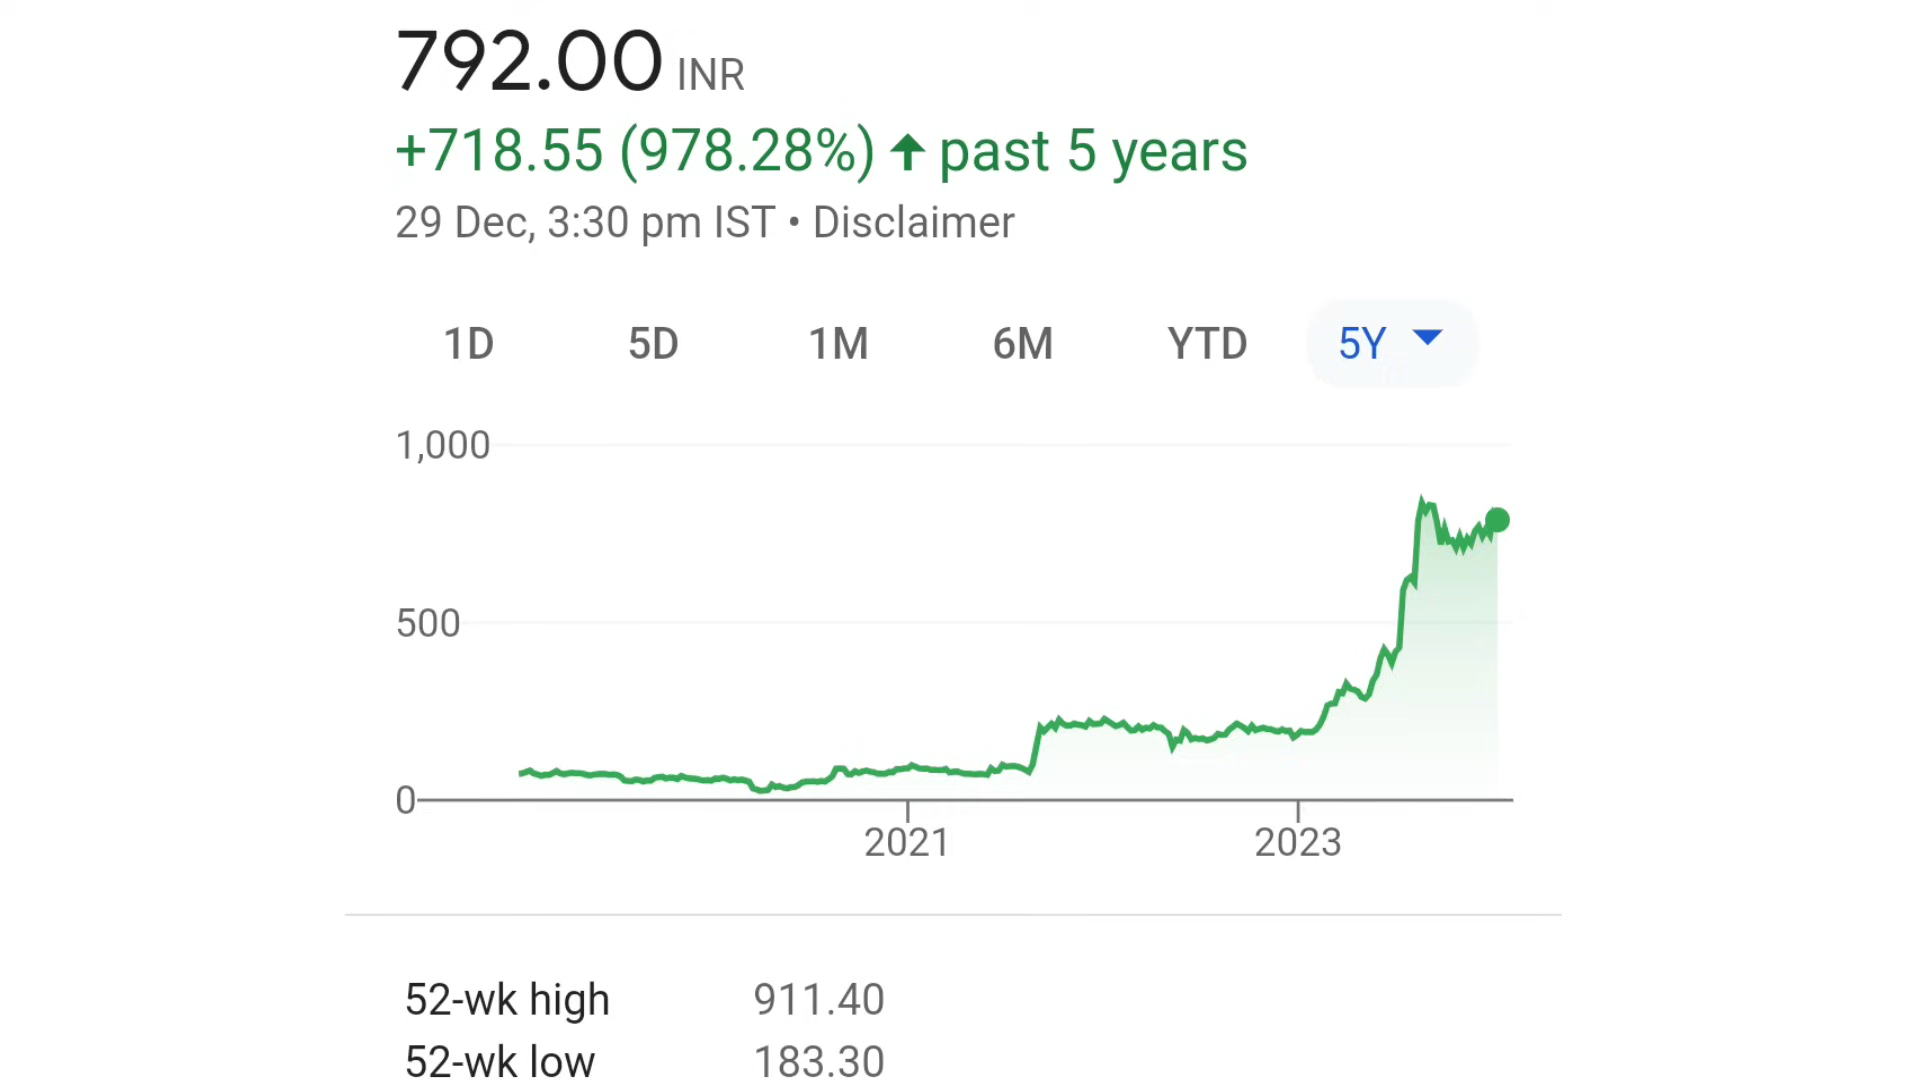 792.00 INR
+718.55 (978.28%) ↑ past 5 years
29 Dec, 3:30 pm IST • Disclaimer
1D 5D 1M 6M YTD 5Y
1,000
500
0
2021 2023
52-wk high 911.40
52-wk low 183.30